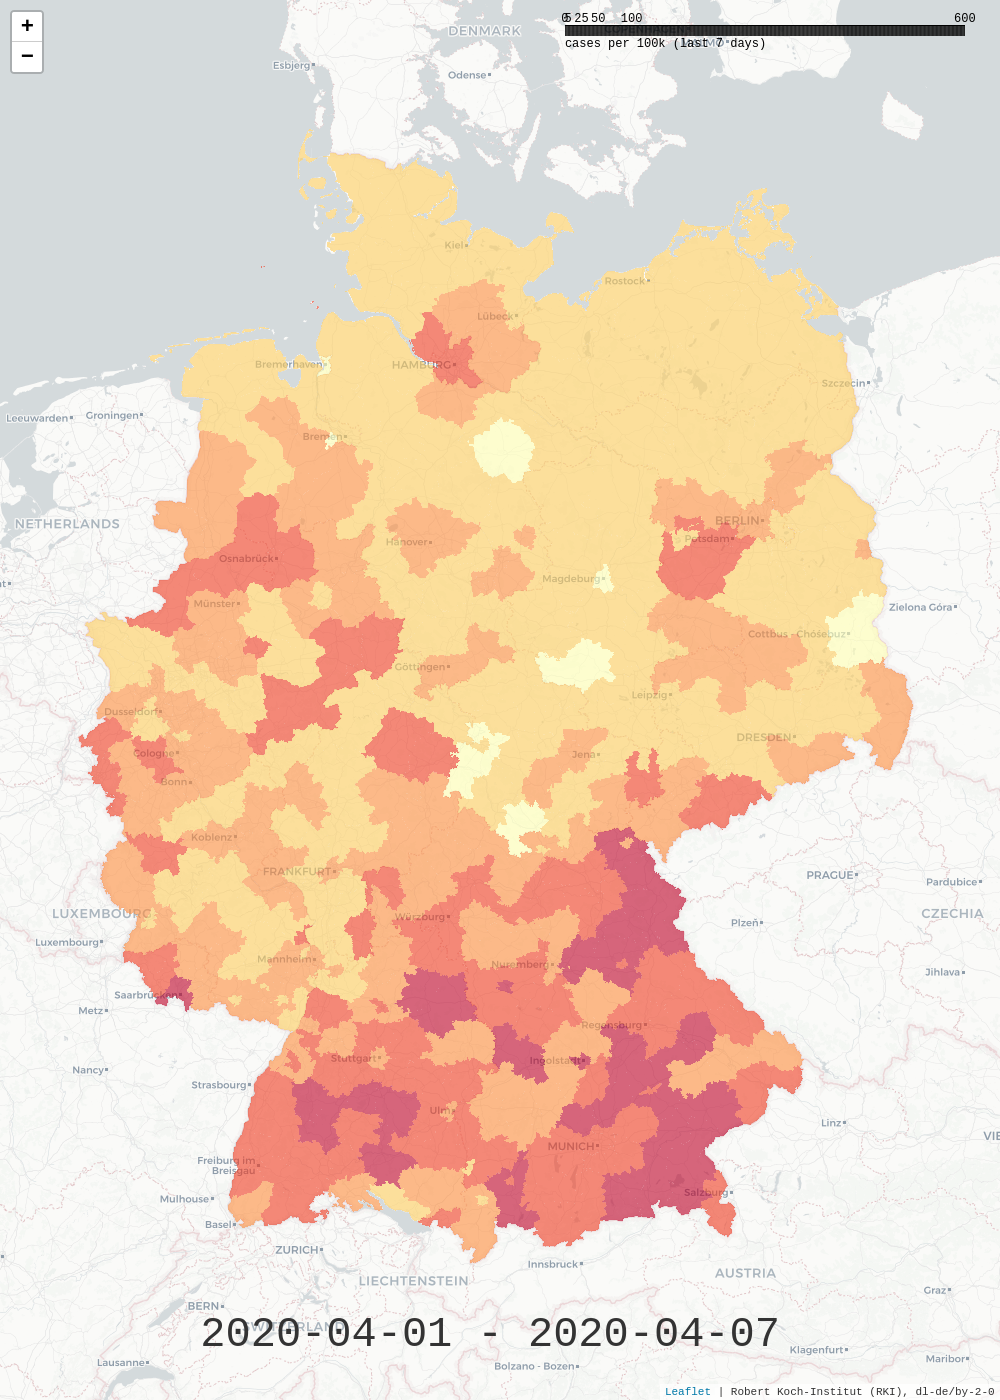 +
−
0 5 25 50 100 600
cases per 100k (last 7 days)
DENMARK
Esbjerg
Odense
Kiel
Rostock
Lübeck
Bremerhaven
HAMBURG
Szczecin
Leeuwarden
Groningen
Bremen
NETHERLANDS
BERLIN
Hanover
Potsdam
Osnabrück
Magdeburg
Münster
Zielona Góra
Cottbus - Chóśebuz
Göttingen
Leipzig
Dusseldorf
DRESDEN
Cologne
Jena
Bonn
Koblenz
FRANKFURT
PRAGUE
Pardubice
LUXEMBOURG
Würzburg
Plzeň
CZECHIA
Luxembourg
Mannheim
Nuremberg
Jihlava
Saarbrücken
Metz
Regensburg
Stuttgart
Ingolstadt
Nancy
Strasbourg
Ulm
Linz
MUNICH
Freiburg im
Breisgau
Mulhouse
Salzburg
Basel
ZURICH
Innsbruck
LIECHTENSTEIN
AUSTRIA
Graz
BERN
SWITZERLAND
2020-04-01 - 2020-04-07
Klagenfurt
Lausanne
Bolzano - Bozen
Maribor
Leaflet | Robert Koch-Institut (RKI), dl-de/by-2-0